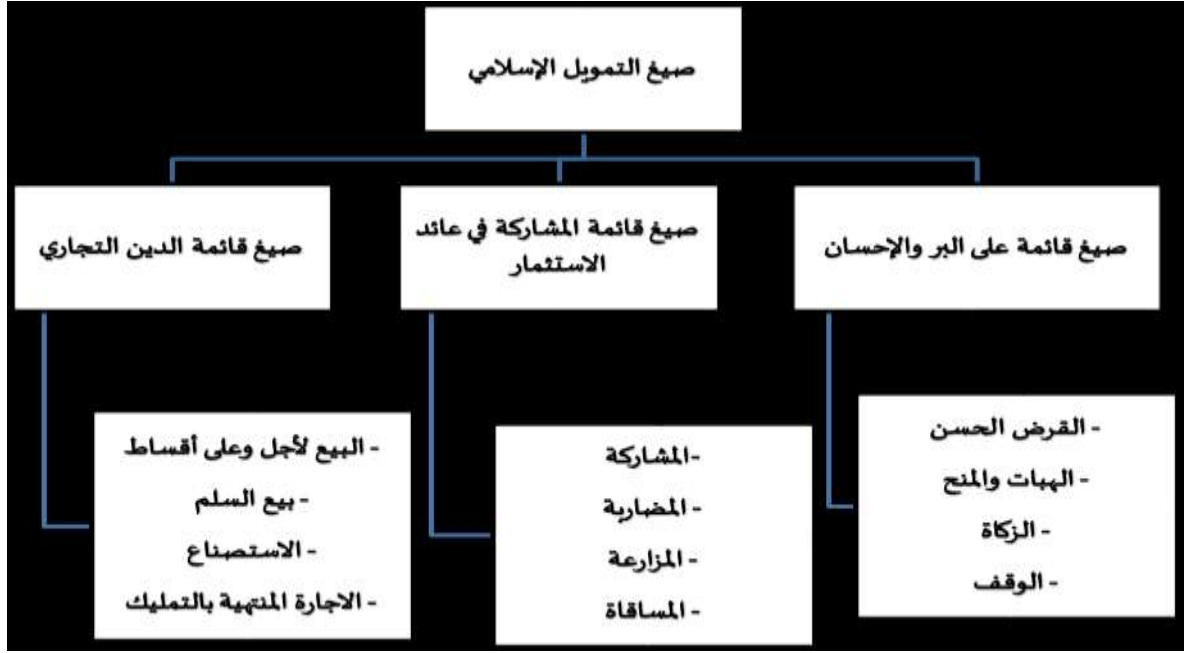 صيغ التمويل الإسلامي
صيغ قائمة على البر والإحسان
صيغ قائمة المشاركة في عائد
الاستثمار
صيغ قائمة الدين التجاري
- القرض الحسن
- الهبات والمنح
- الزكاة
- الوقف
-المشاركة
- المضاربة
- المزارعة
- المساقاة
- البيع لأجل وعلى أقساط
- بيع السلم
- الاستصناع
- الاجارة المنتهية بالتمليك